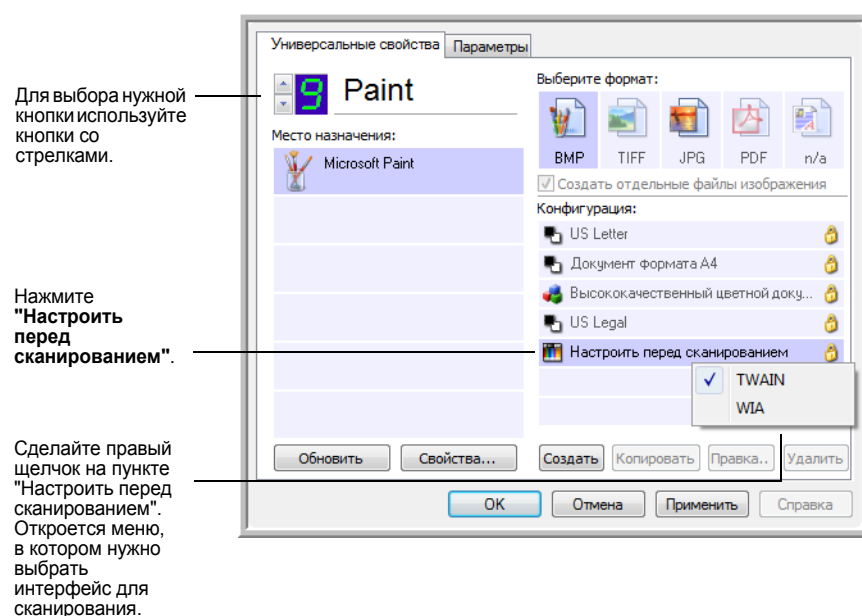 Для выбора нужной
кнопки используйте
кнопки со
стрелками.
Нажмите
"Настроить
перед
сканированием".
Сделайте правый
щелчок на пункте
"Настроить перед
сканированием".
Откроется меню,
в котором нужно
выбрать
интерфейс для
сканирования.
Универсальные свойства Параметры
9 Paint
Место назначения:
Microsoft Paint
Выберите формат:
BMP TIFF JPG PDF n/a
Создать отдельные файлы изображения
Конфигурация:
US Letter
Документ формата A4
Высококачественный цветной доку...
US Legal
Настроить перед сканированием
TWAIN
WIA
Обновить Свойства... Создать Копировать Правка.. Удалить
OK Отмена Применить Справка